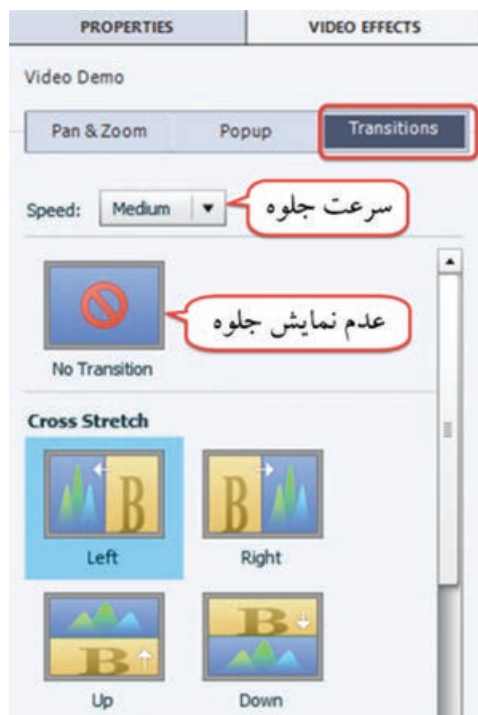 PROPERTIES VIDEO EFFECTS
Video Demo
Pan & Zoom Popup Transitions
Speed: Medium سرعت جلوه
عدم نمایش جلوه
No Transition
Cross Stretch
B B
Left Right
B B
Up Down